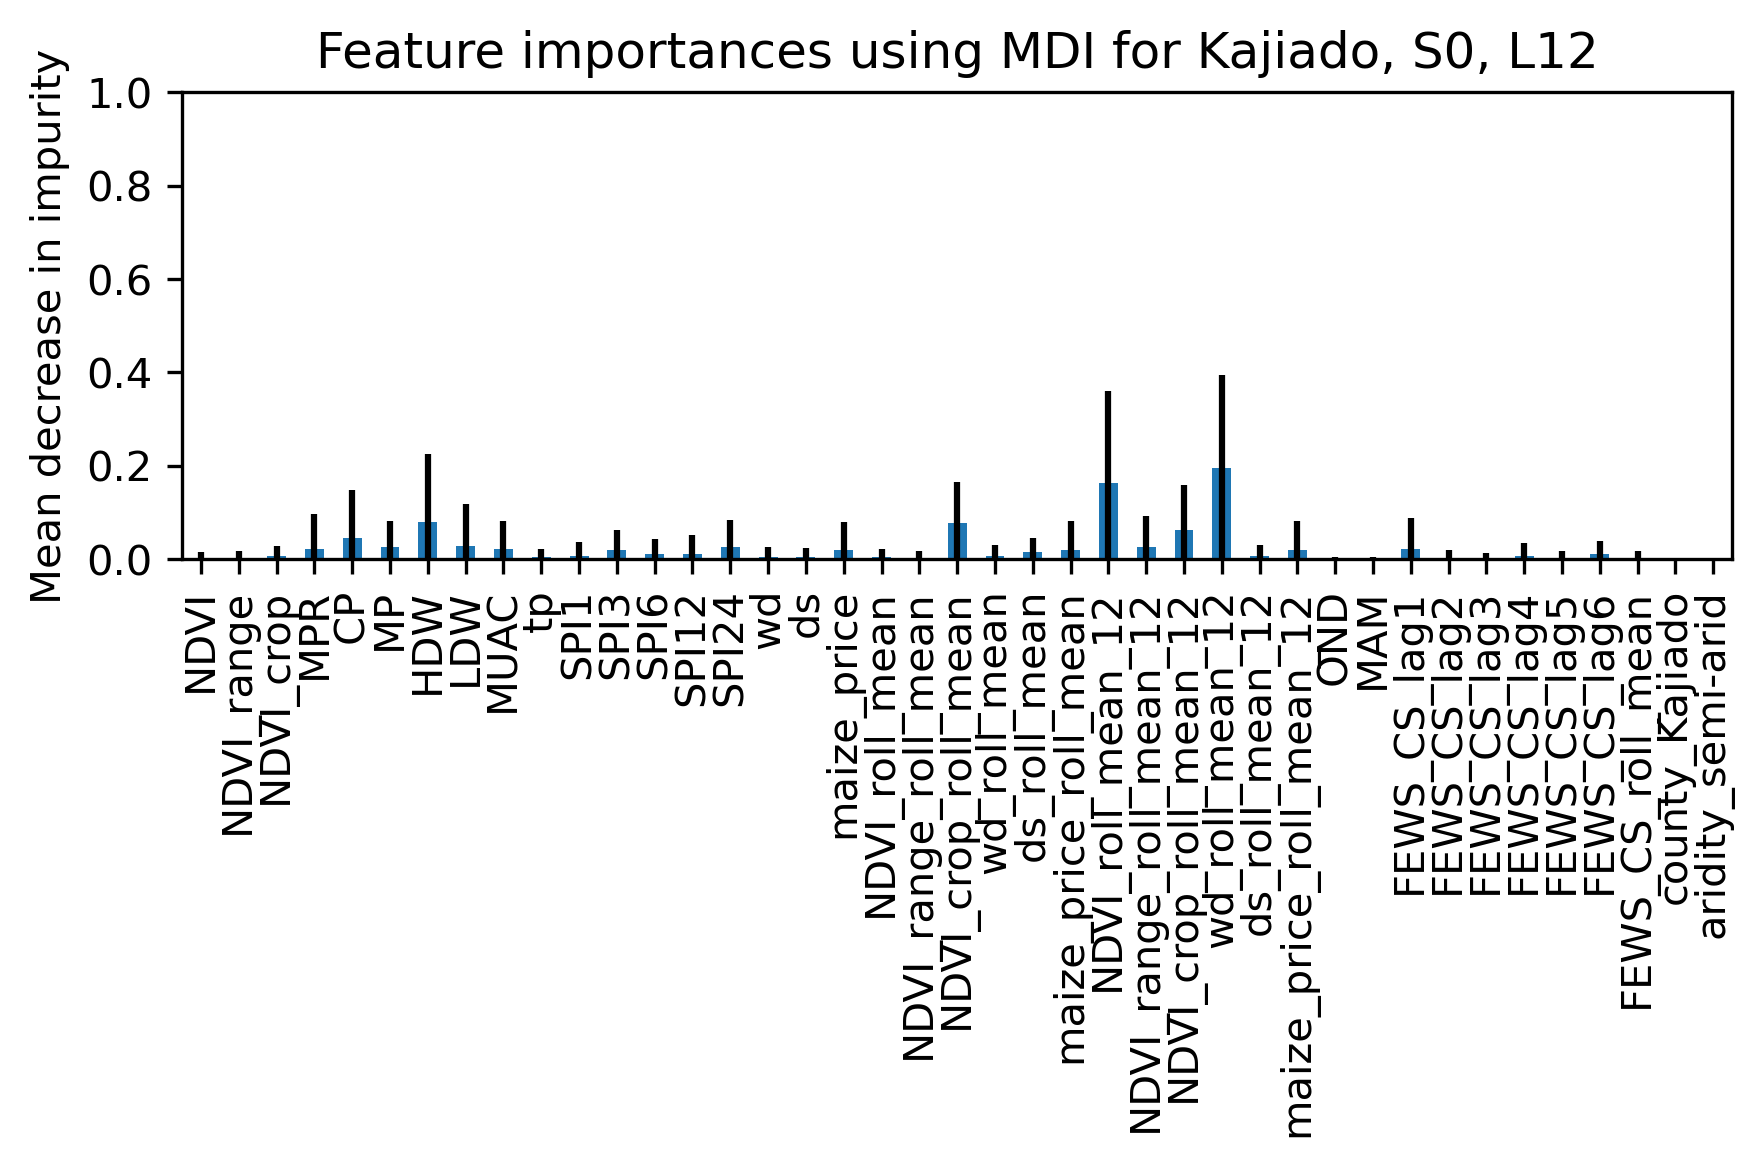 Feature importances using MDI for Kajiado, S0, L12
Mean decrease in impurity
1.0
0.8
0.6
0.4
0.2
0.0
NDVI
NDVI_range
NDVI_crop
MPR
CP
MP
HDW
LDW
MUAC
tp
SPI1
SPI3
SPI6
SPI12
SPI24
wd
ds
maize_price
NDVI_roll_mean
NDVI_range_roll_mean
NDVI_crop_roll_mean
wd_roll_mean
ds_roll_mean
maize_price_roll_mean
NDVI_roll_mean_12
NDVI_range_roll_mean_12
NDVI_crop_roll_mean_12
wd_roll_mean_12
ds_roll_mean_12
maize_price_roll_mean_12
OND
MAM
FEWS_CS_lag1
FEWS_CS_lag2
FEWS_CS_lag3
FEWS_CS_lag4
FEWS_CS_lag5
FEWS_CS_lag6
FEWS_CS_roll_mean
county_Kajiado
aridity_semi-arid